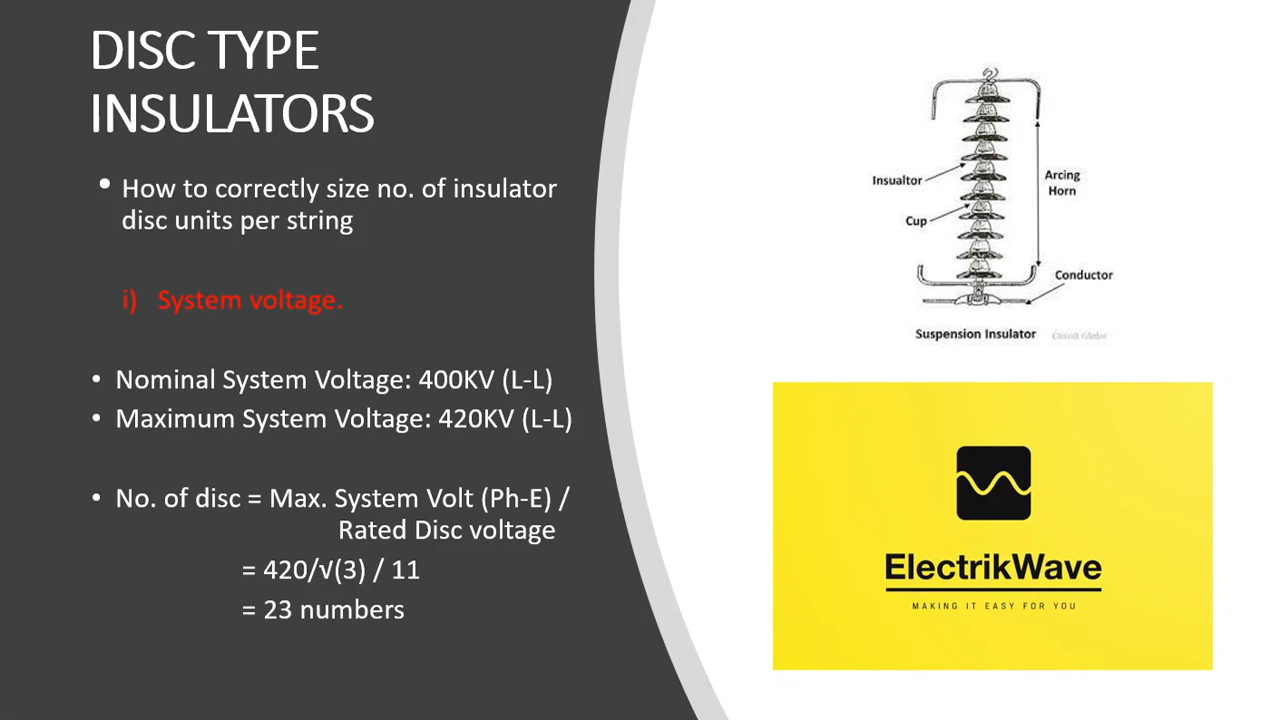 DISC TYPE
INSULATORS
• How to correctly size no. of insulator
disc units per string
i) System voltage.
• Nominal System Voltage: 400KV (L-L)
• Maximum System Voltage: 420KV (L-L)
• No. of disc = Max. System Volt (Ph-E) /
Rated Disc voltage
= 420/√(3) / 11
= 23 numbers
Insualtor
Cup
Arcing
Horn
Conductor
Suspension Insulator
Circuit Globe
ElectrikWave
MAKING IT EASY FOR YOU